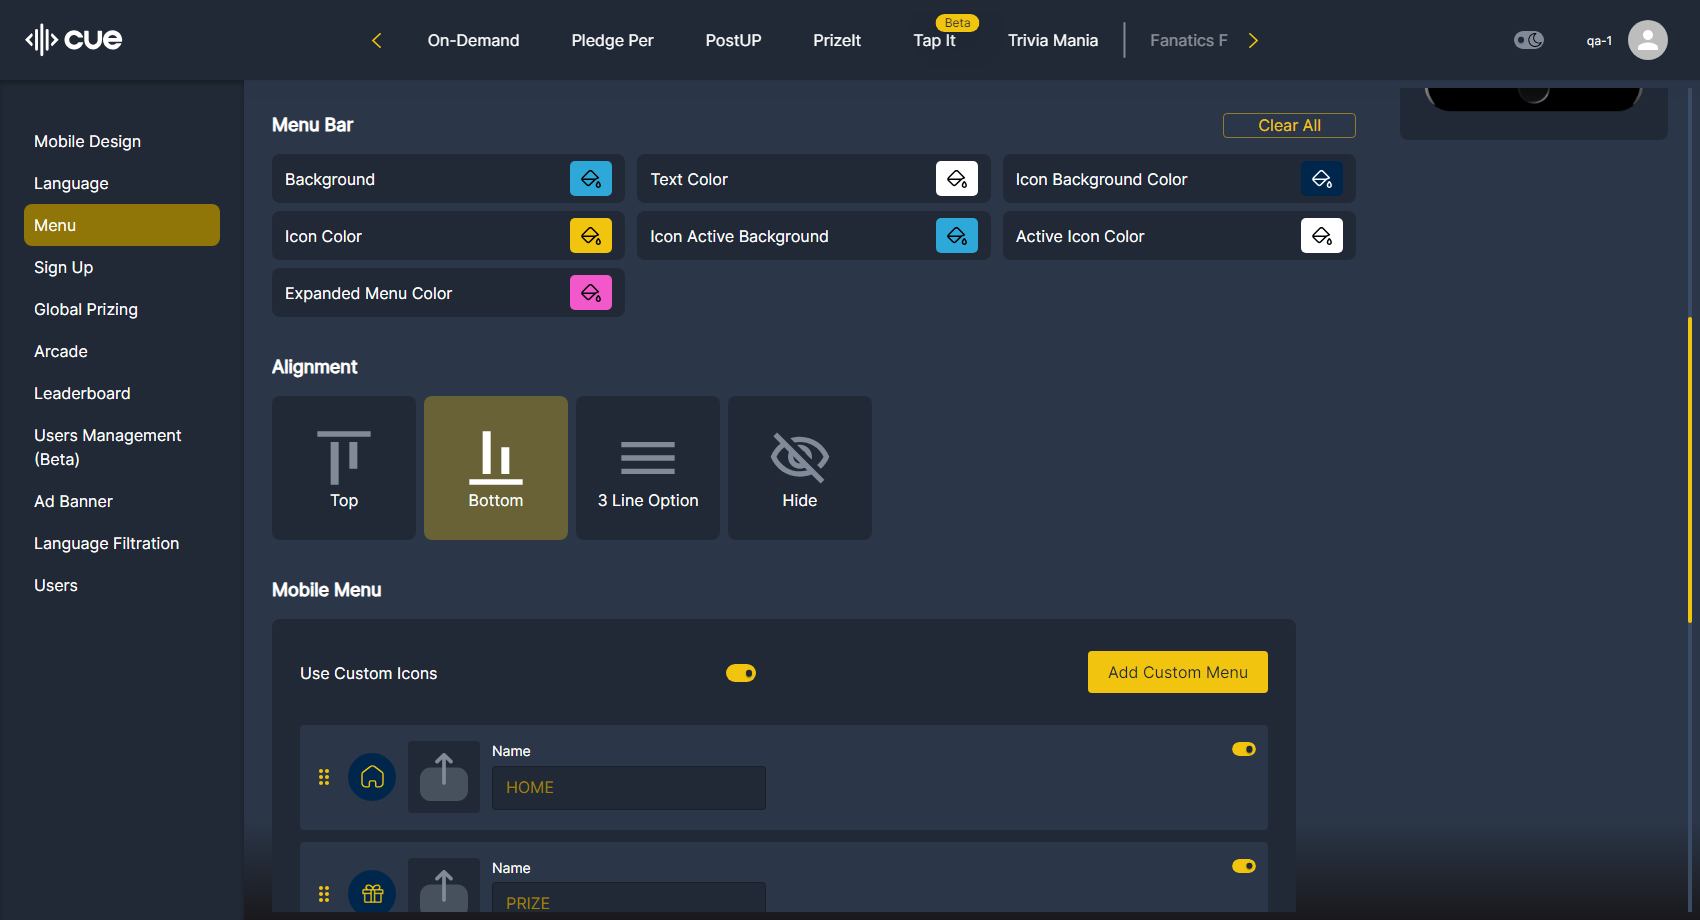 cue
On-Demand
Pledge Per
PostUP
PrizeIt
Beta
Tap It
Trivia Mania
Fanatics F
qa-1
Mobile Design
Language
Menu
Sign Up
Global Prizing
Arcade
Leaderboard
Users Management
(Beta)
Ad Banner
Language Filtration
Users
Menu Bar
Clear All
Background
Text Color
Icon Background Color
Icon Color
Icon Active Background
Active Icon Color
Expanded Menu Color
Alignment
Top
Bottom
3 Line Option
Hide
Mobile Menu
Use Custom Icons
Add Custom Menu
Name
HOME
Name
PRIZE